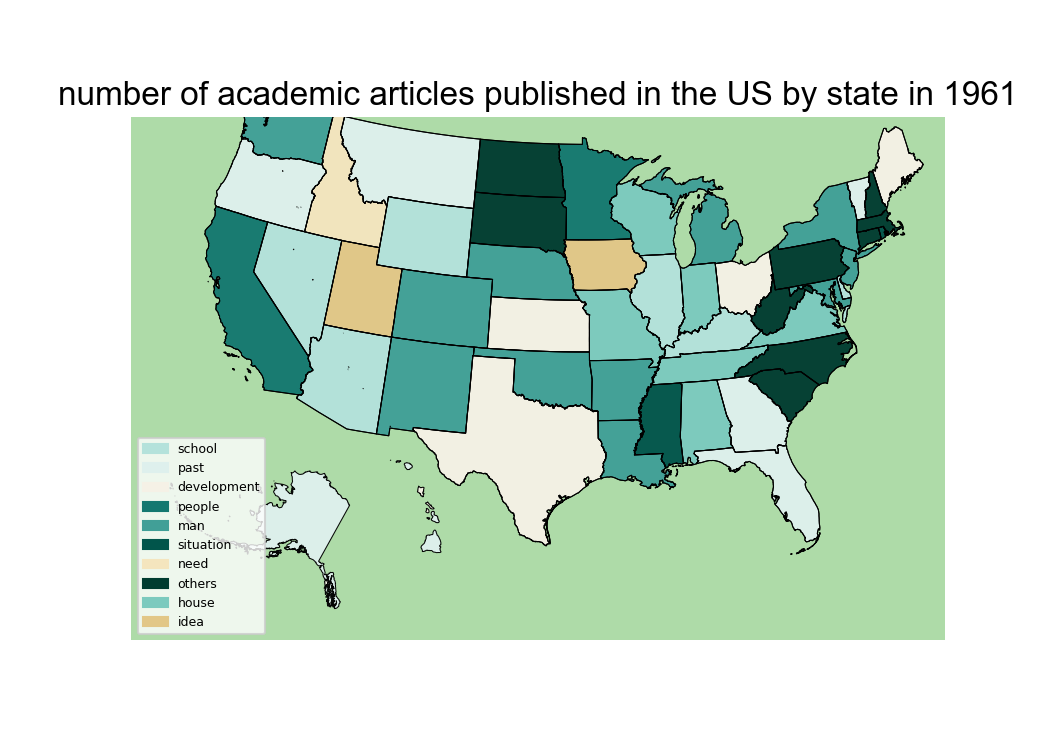 number of academic articles published in the US by state in 1961
school
past
development
people
man
situation
need
others
house
idea